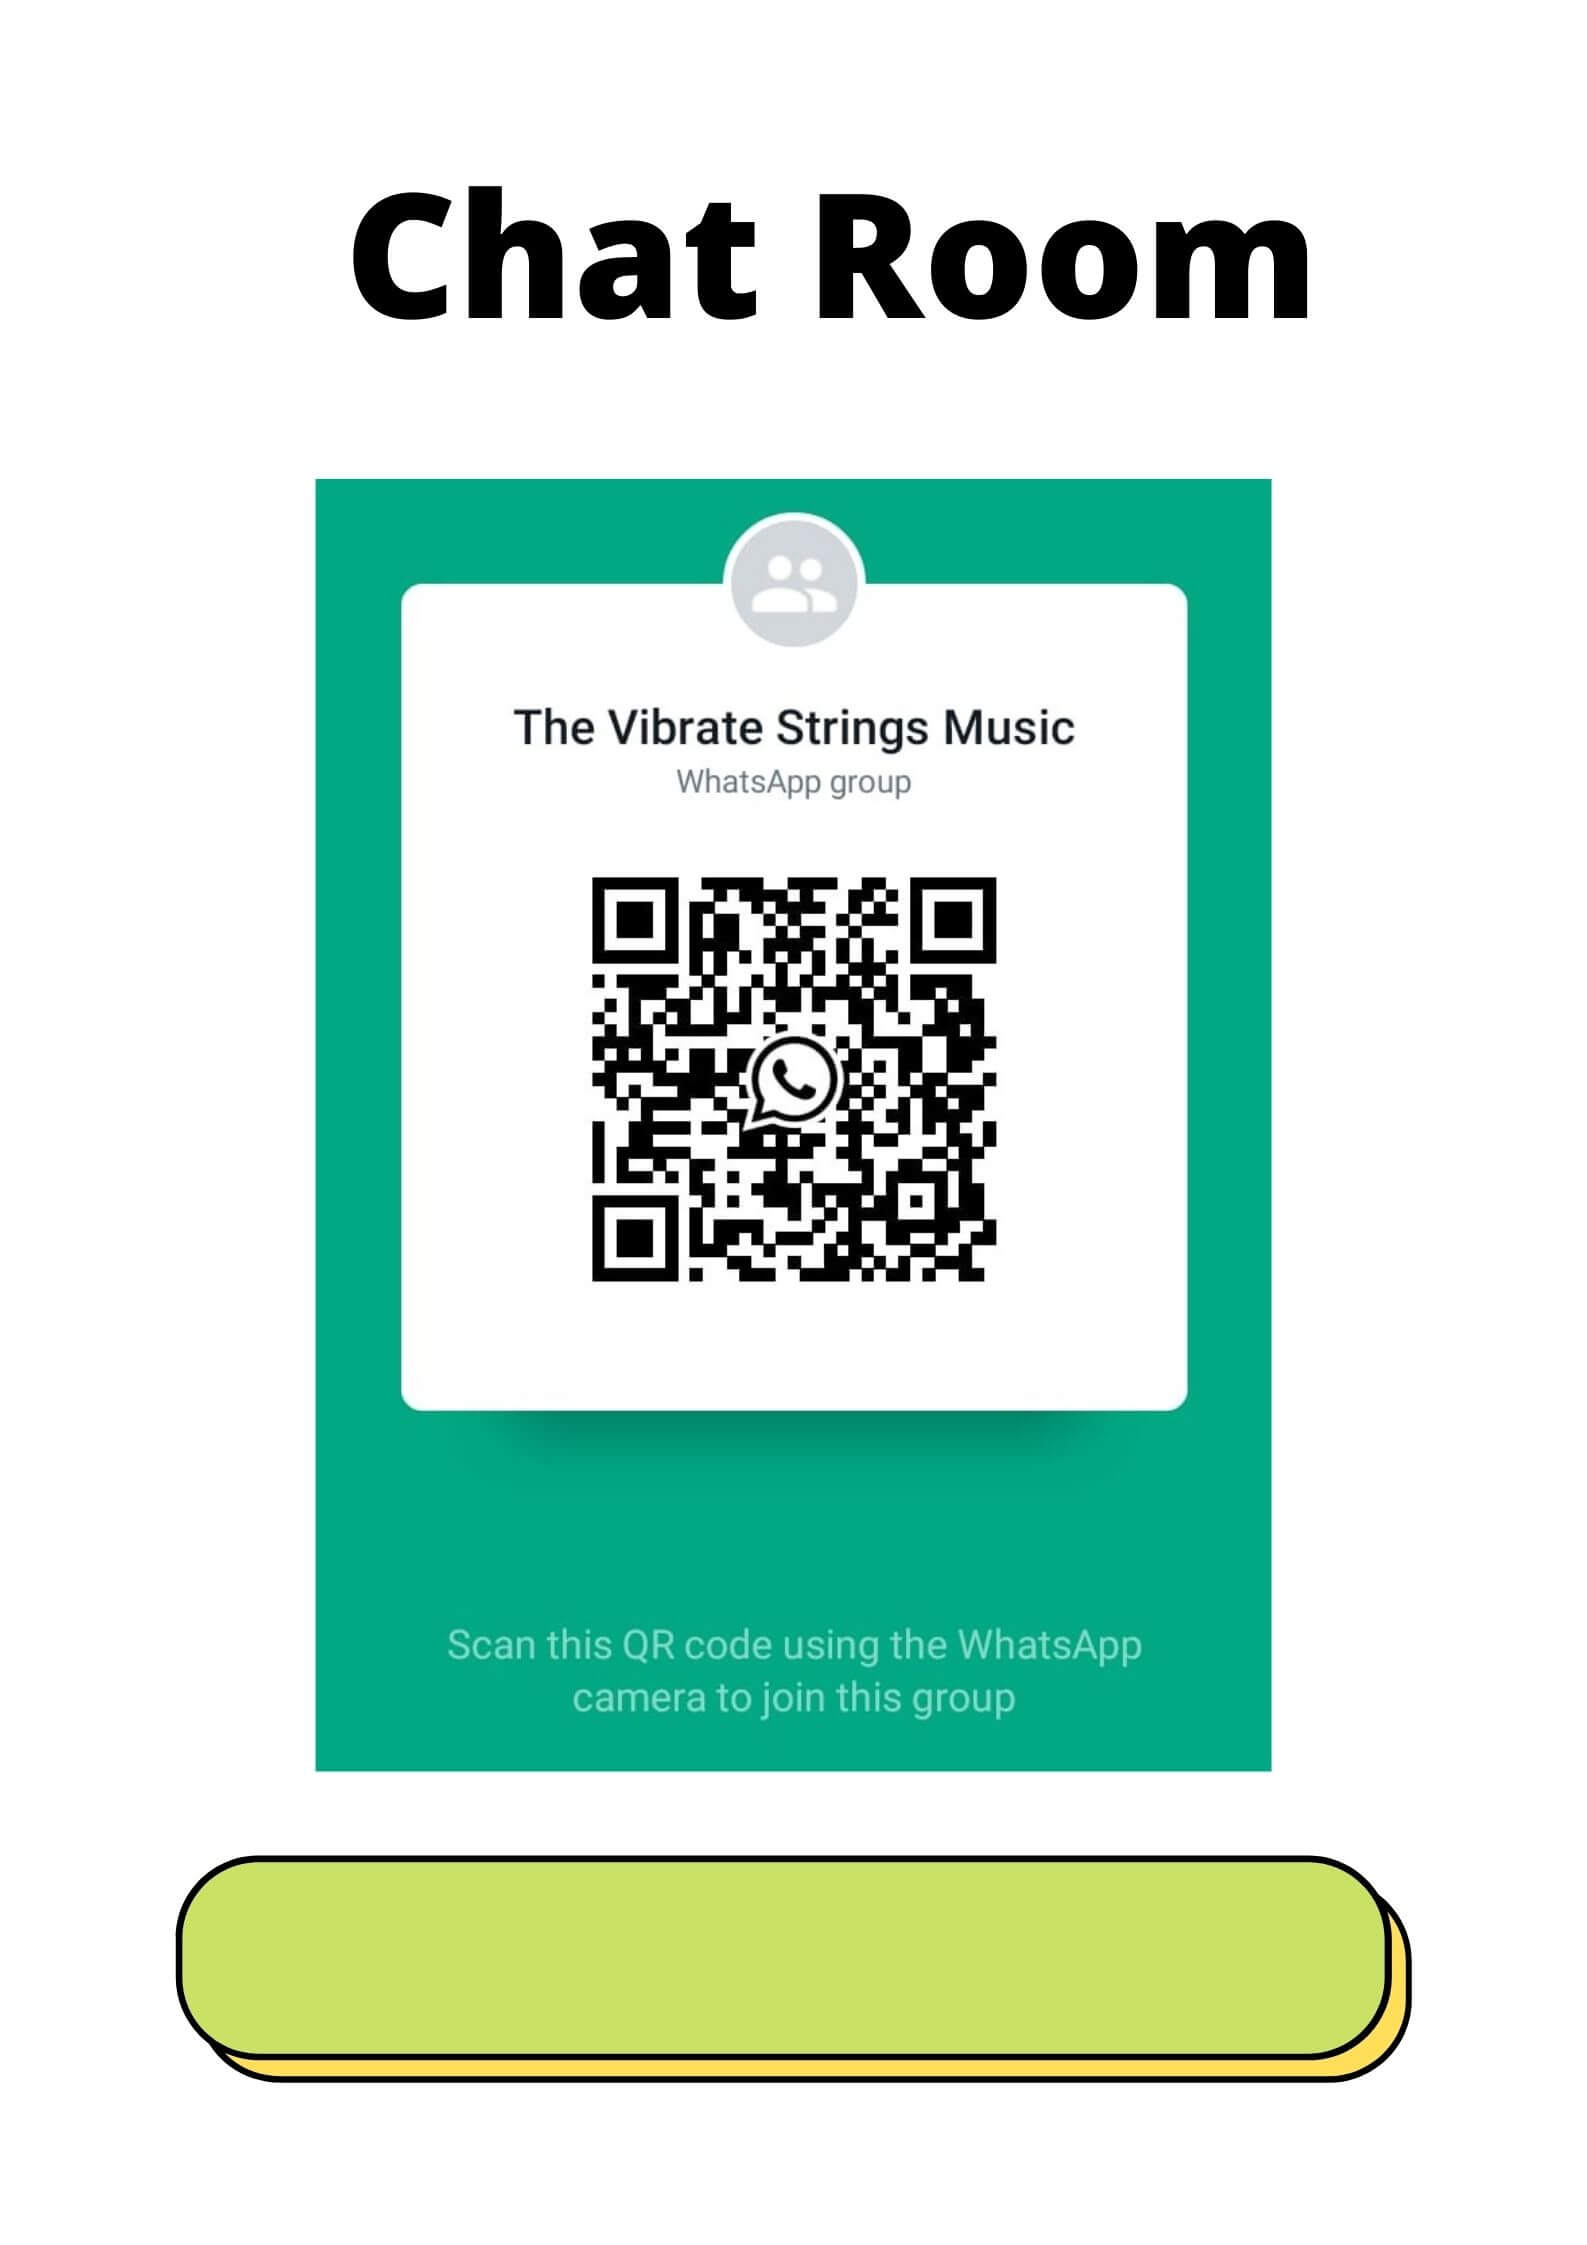 Chat Room
The Vibrate Strings Music
WhatsApp group
Scan this QR code using the WhatsApp
camera to join this group